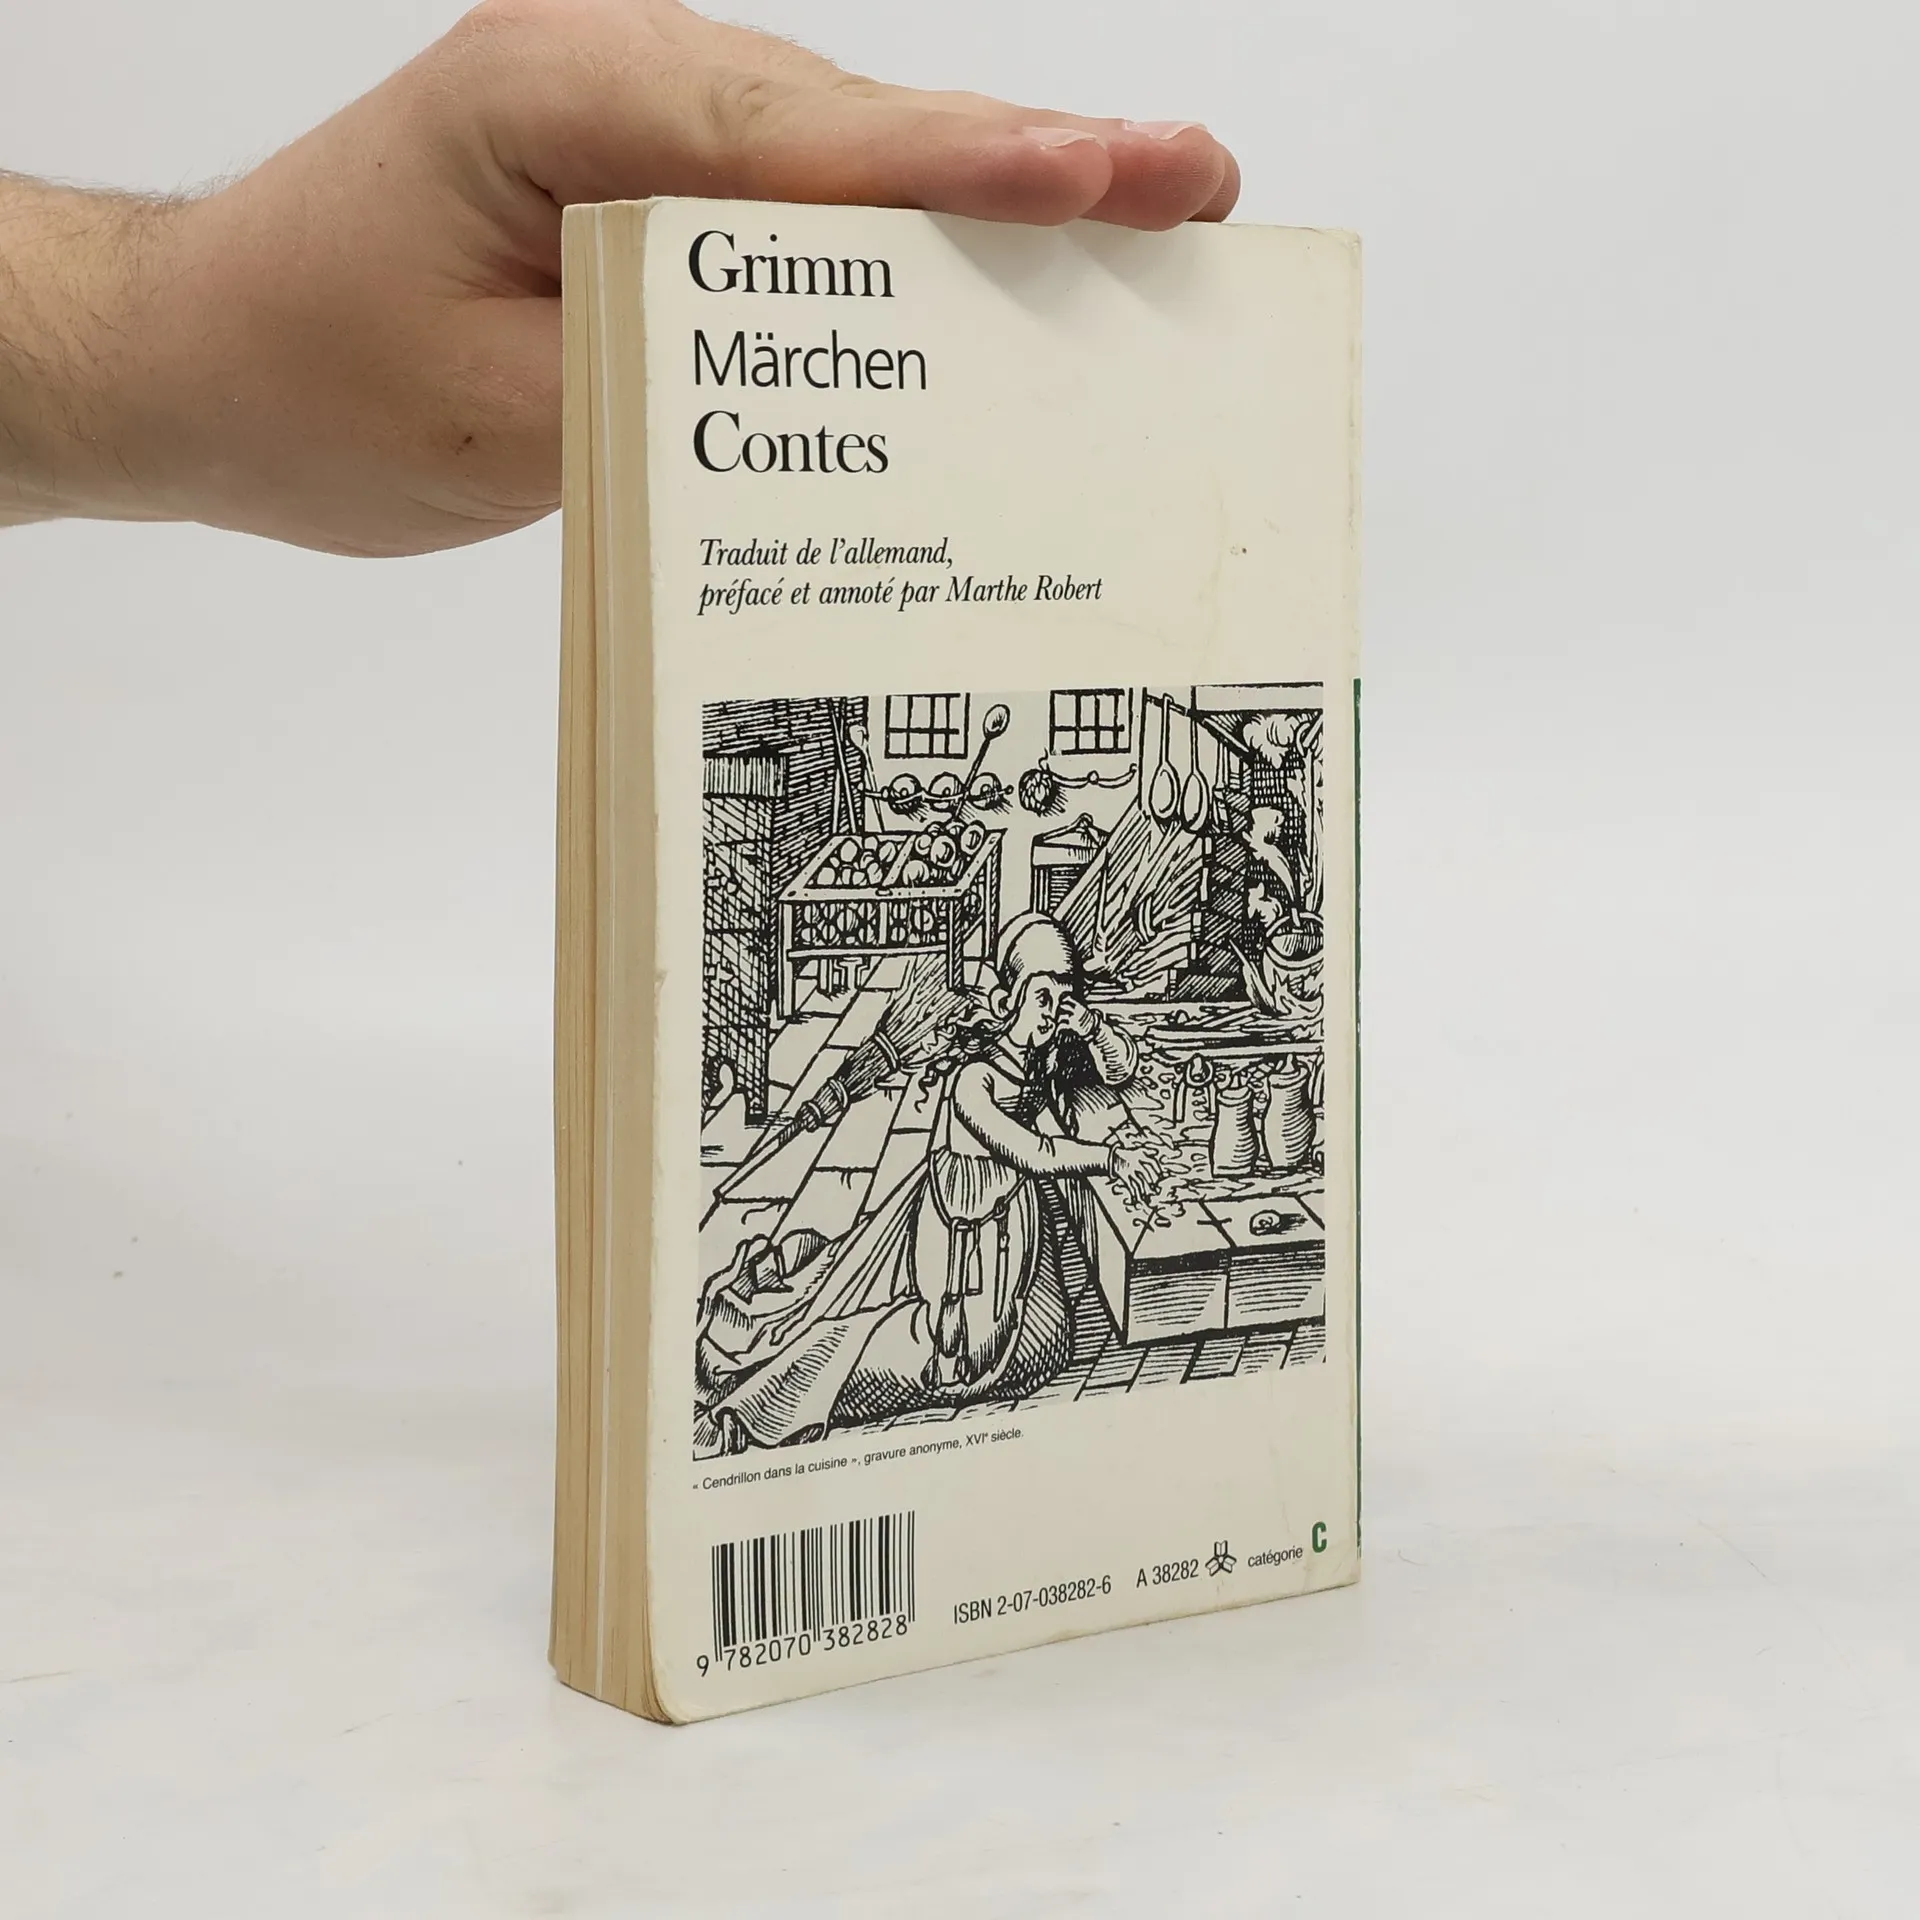 Grimm
Märchen
Contes
Traduit de l'allemand,
préfacé et annoté par Marthe Robert
« Cendrillon dans la cuisine », gravure anonyme, XVIe siècle.
9 782070 382828
ISBN 2-07-038282-6 A 38282 catégorie C